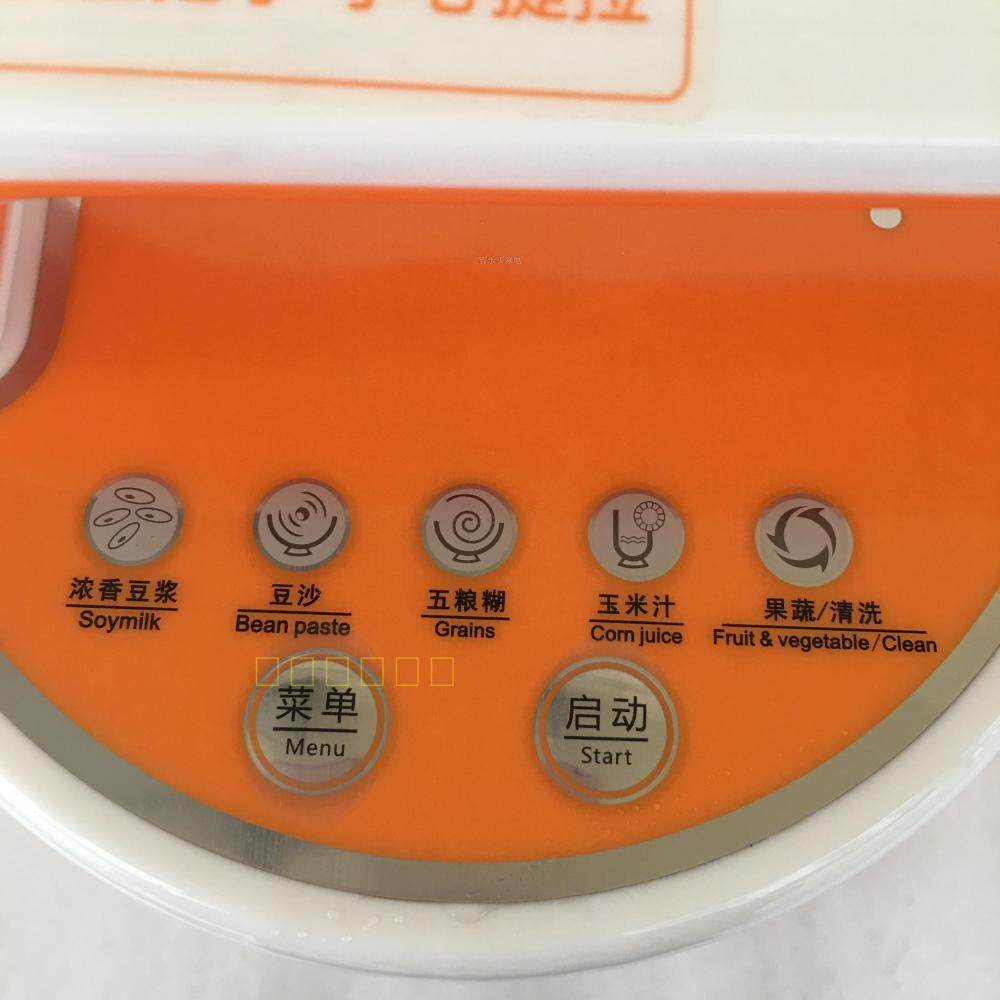 浓香豆浆
Soymilk
豆沙
Bean paste
五粮糊
Grains
玉米汁
Corn juice
果蔬/清洗
Fruit & vegetable/Clean
菜单
Menu
启动
Start